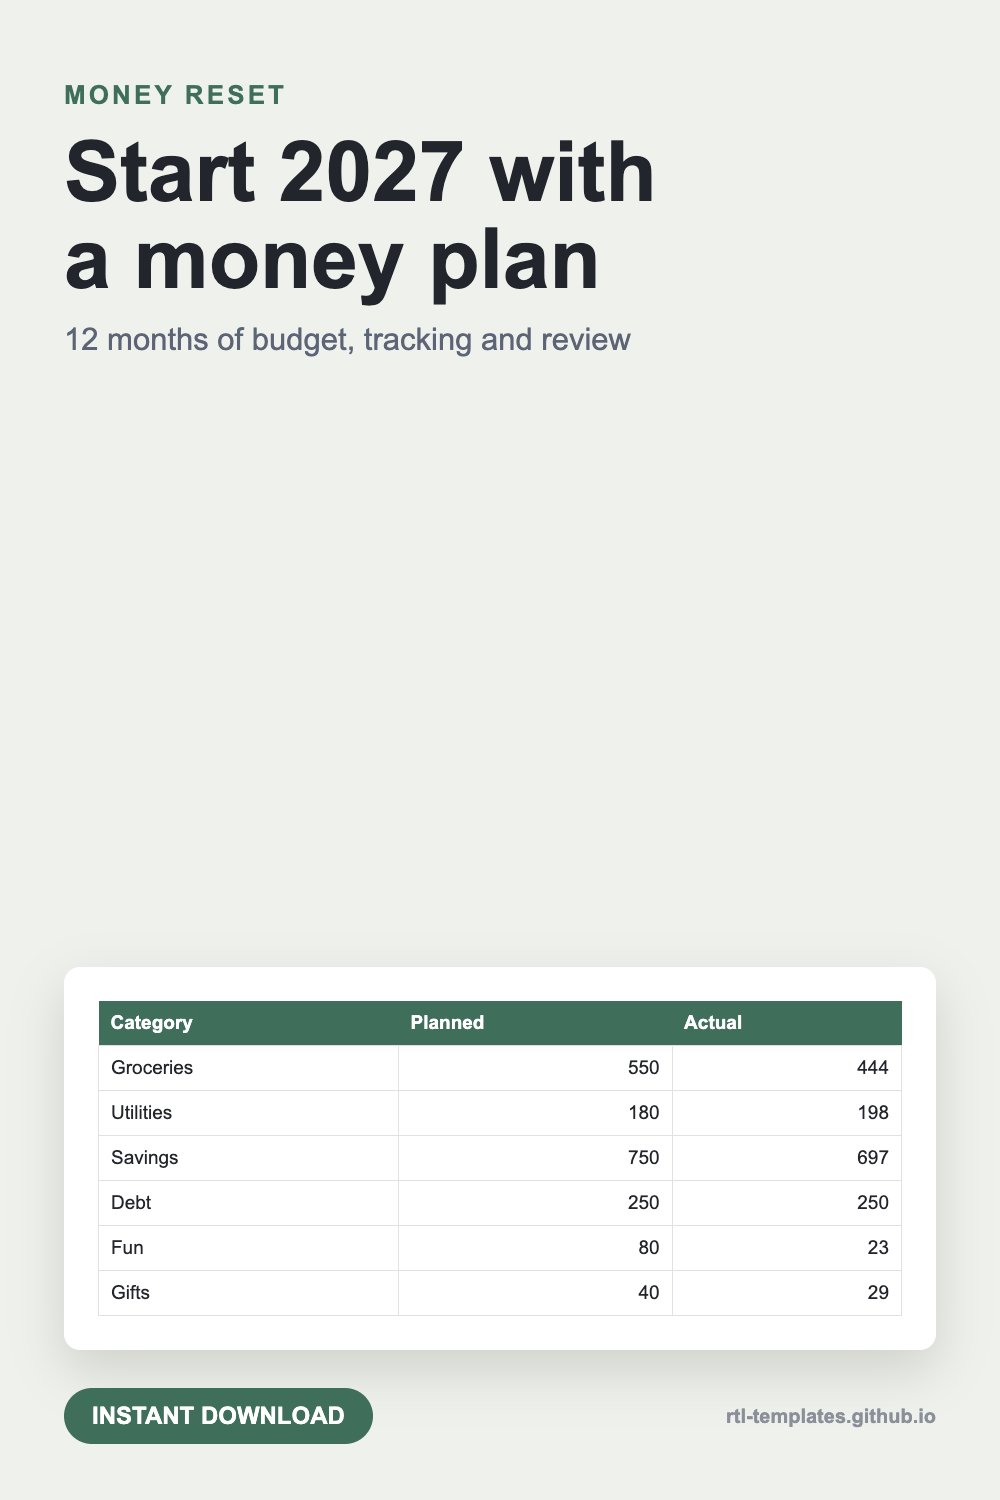 MONEY RESET
Start 2027 with
a money plan
12 months of budget, tracking and review
Category Planned Actual
Groceries 550 444
Utilities 180 198
Savings 750 697
Debt 250 250
Fun 80 23
Gifts 40 29
INSTANT DOWNLOAD
rtl-templates.github.io